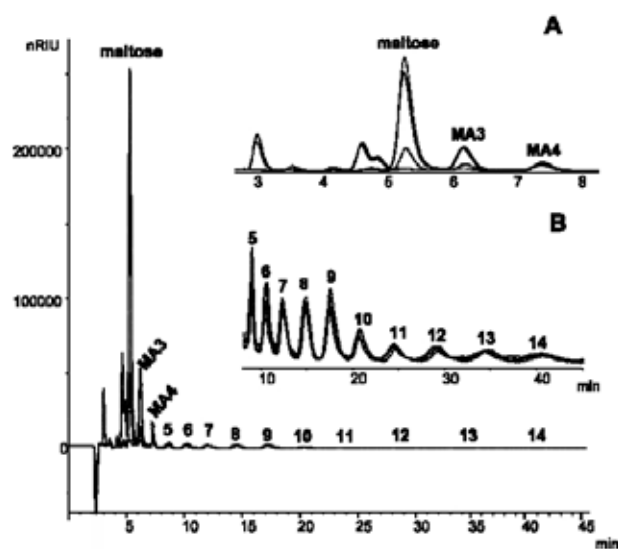 A
nRIU
maltose
maltose
MA3
MA4
200000
3 4 5 6 7 8
B
5 6 7 8 9 10 11 12 13 14
100000
10 20 30 40
min
MA3
MA4
5 6 7 8 9 10 11 12 13 14
0
5 10 15 20 25 30 35 40 45
min